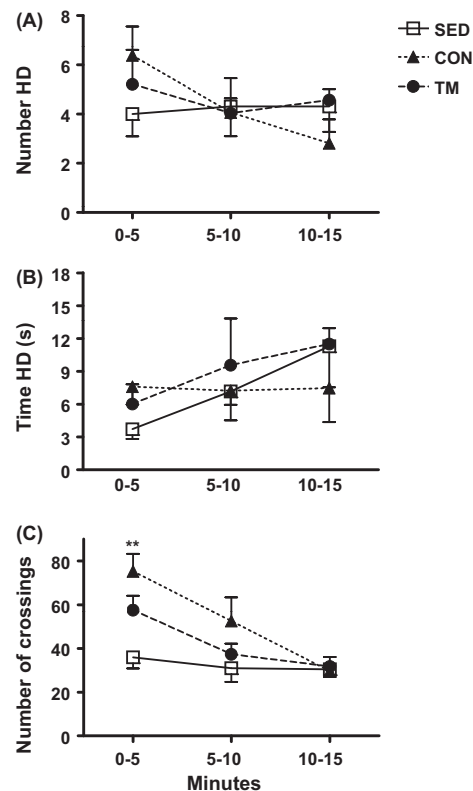 (A)
8
6
4
2
0
Number HD
0-5
5-10
10-15
SED
CON
TM
(B)
18
15
12
9
6
3
0
Time HD (s)
0-5
5-10
10-15
(C)
**
80
60
40
20
0
Number of crossings
0-5
5-10
10-15
Minutes